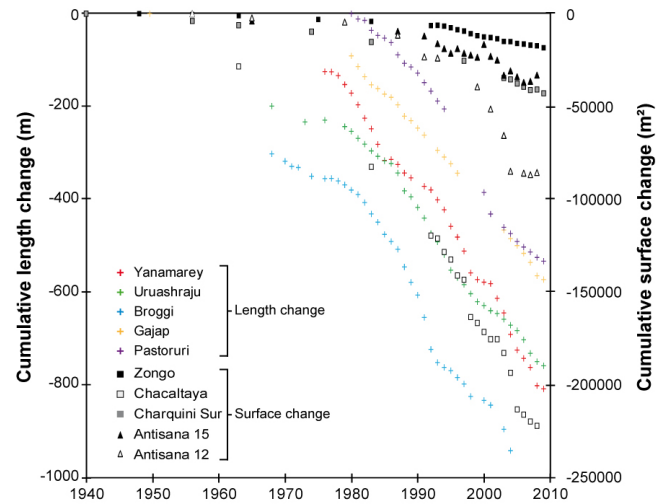 Cumulative length change (m)
0
-200
-400
-600
-800
-1000
Yanamarey
Uruashraju
Broggi
Gajap
Pastoruri
Length change
Zongo
Chacaltaya
Charquini Sur
Antisana 15
Antisana 12
Surface change
1940
1950
1960
1970
1980
1990
2000
2010
0
-50000
-100000
-150000
-200000
-250000
Cumulative surface change (m²)